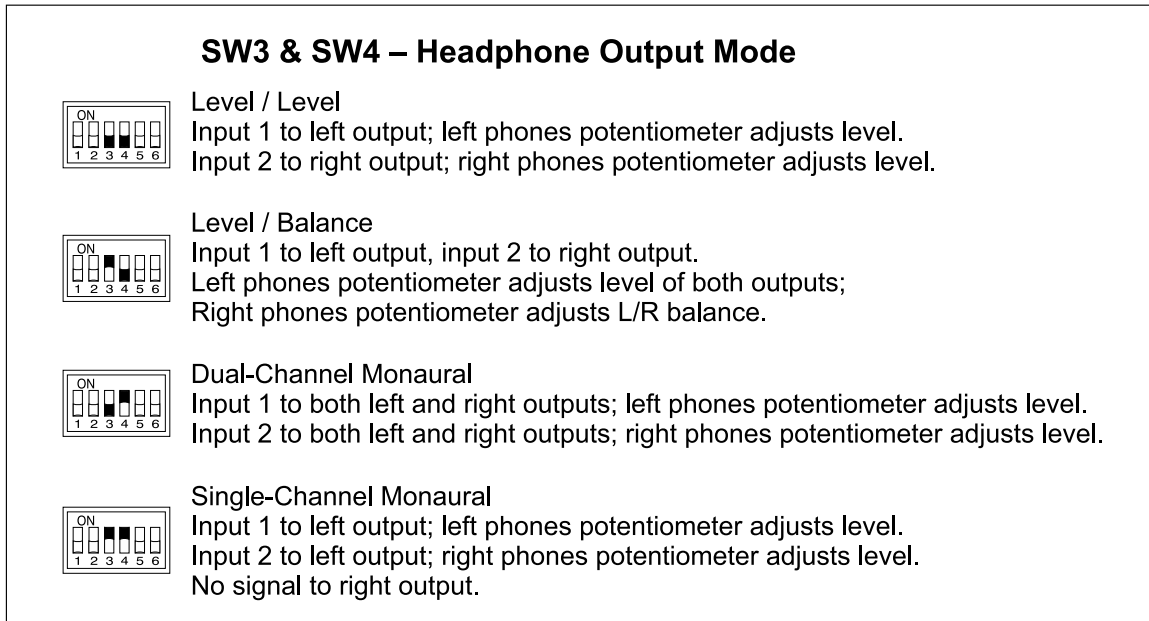 SW3 & SW4 – Headphone Output Mode
ON
1 2 3 4 5 6
Level / Level
Input 1 to left output; left phones potentiometer adjusts level.
Input 2 to right output; right phones potentiometer adjusts level.
ON
1 2 3 4 5 6
Level / Balance
Input 1 to left output, input 2 to right output.
Left phones potentiometer adjusts level of both outputs;
Right phones potentiometer adjusts L/R balance.
ON
1 2 3 4 5 6
Dual-Channel Monaural
Input 1 to both left and right outputs; left phones potentiometer adjusts level.
Input 2 to both left and right outputs; right phones potentiometer adjusts level.
ON
1 2 3 4 5 6
Single-Channel Monaural
Input 1 to left output; left phones potentiometer adjusts level.
Input 2 to left output; right phones potentiometer adjusts level.
No signal to right output.